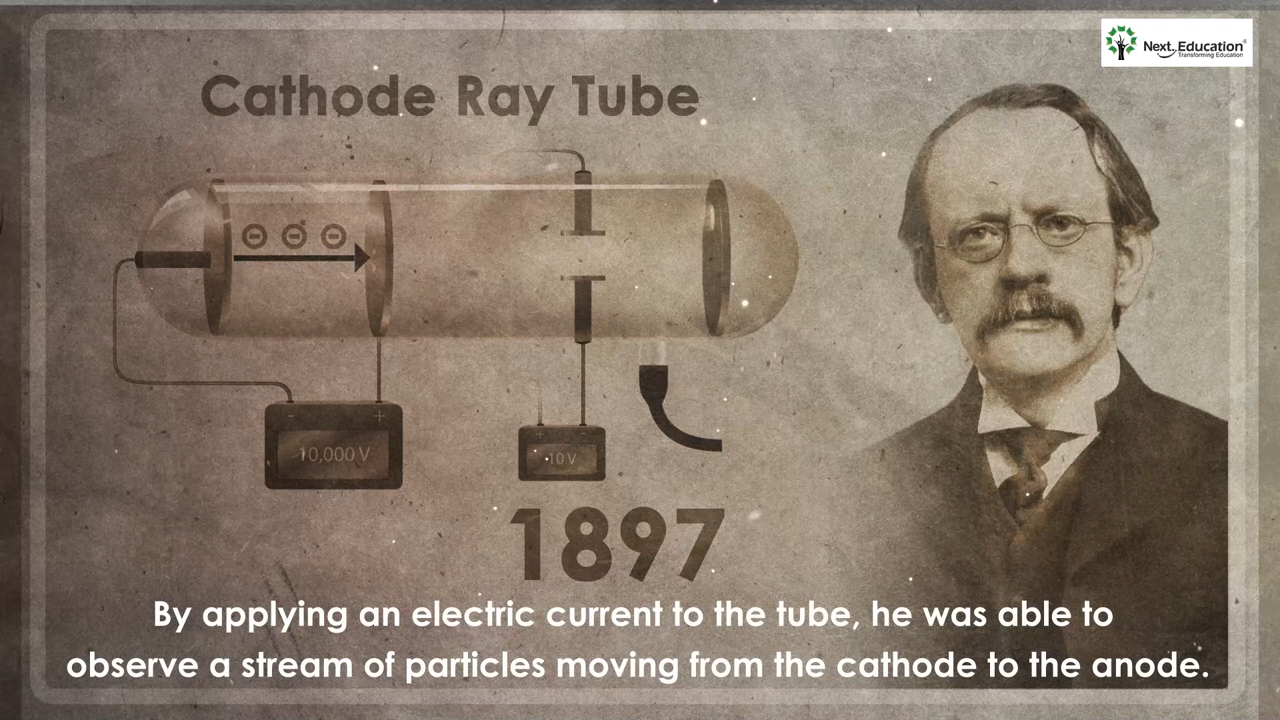 Next Education
Transforming Education
Cathode Ray Tube
- +
10,000 V
+ -
10 V
1897
By applying an electric current to the tube, he was able to
observe a stream of particles moving from the cathode to the anode.